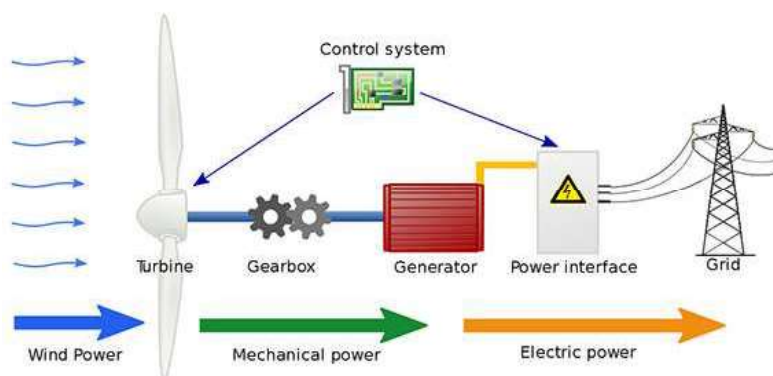 Control system
Turbine
Gearbox
Generator
Power interface
Grid
Wind Power
Mechanical power
Electric power